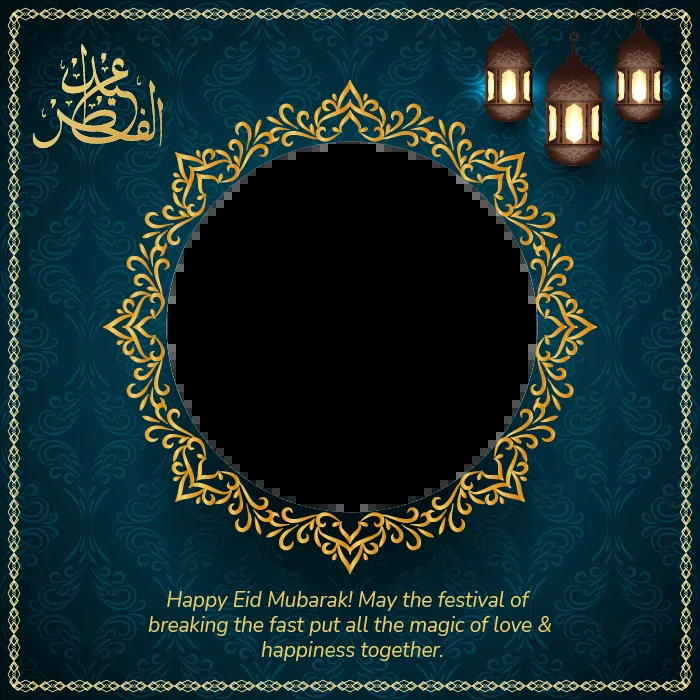 عيد
الفطر
Happy Eid Mubarak! May the festival of
breaking the fast put all the magic of love &
happiness together.